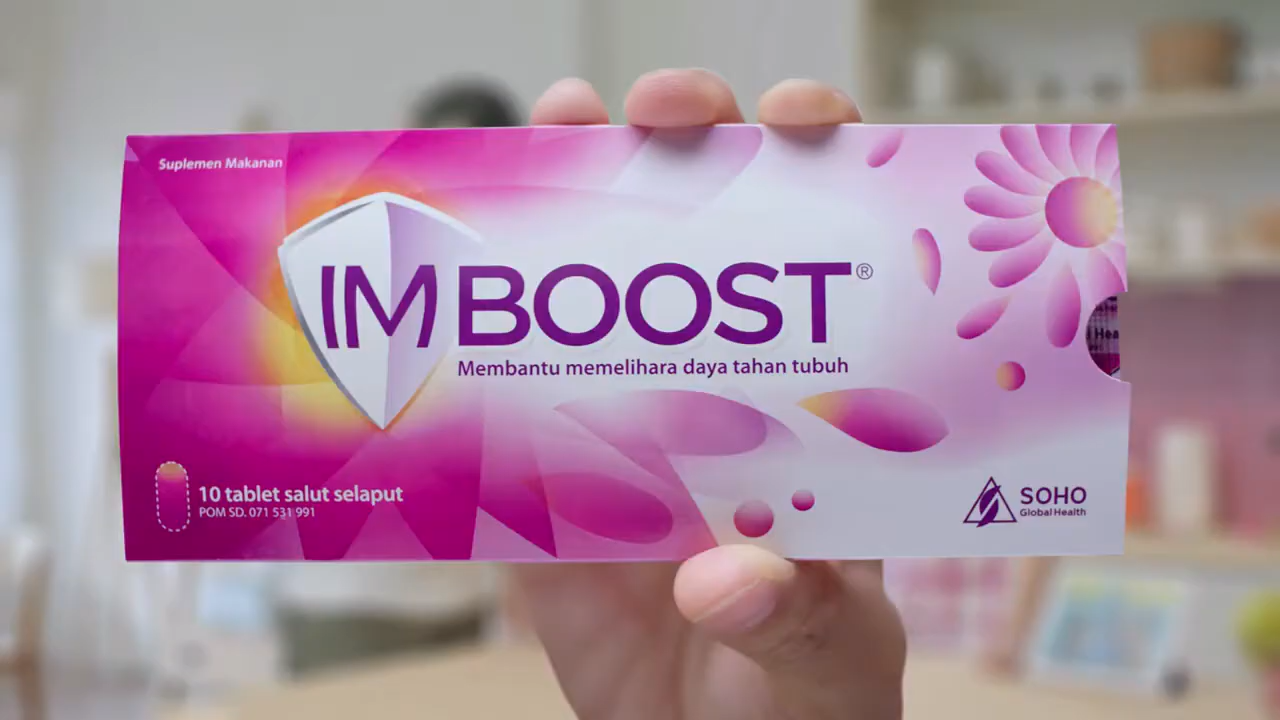 Suplemen Makanan
IMBOOST®
Membantu memelihara daya tahan tubuh
10 tablet salut selaput
POM SD. 071 531 991
SOHO
Global Health